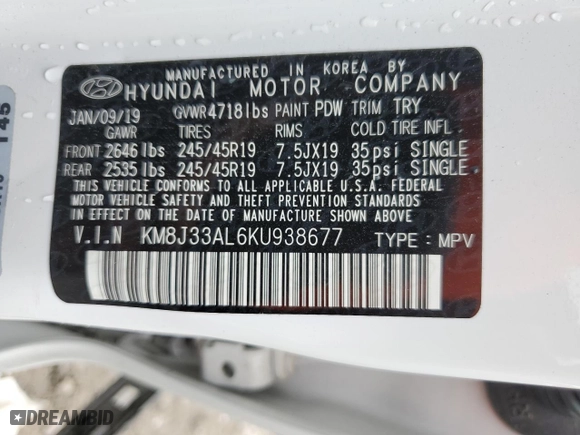 MANUFACTURED IN KOREA BY
HYUNDAI MOTOR COMPANY
JAN/09/19 GVWR 4718lbs PAINT PDW TRIM TRY
GAWR TIRES RIMS COLD TIRE INFL.
FRONT 2646lbs 245/45R19 7.5JX19 35psi SINGLE
REAR 2535lbs 245/45R19 7.5JX19 35psi SINGLE
THIS VEHICLE CONFORMS TO ALL APPLICABLE U.S.A. FEDERAL
MOTOR VEHICLE SAFETY, BUMPER, AND THEFT PREVENTION STANDARDS
IN EFFECT ON THE DATE OF MANUFACTURE SHOWN ABOVE.
V.I.N KM8J33AL6KU938677 TYPE: MPV
DREAMBID